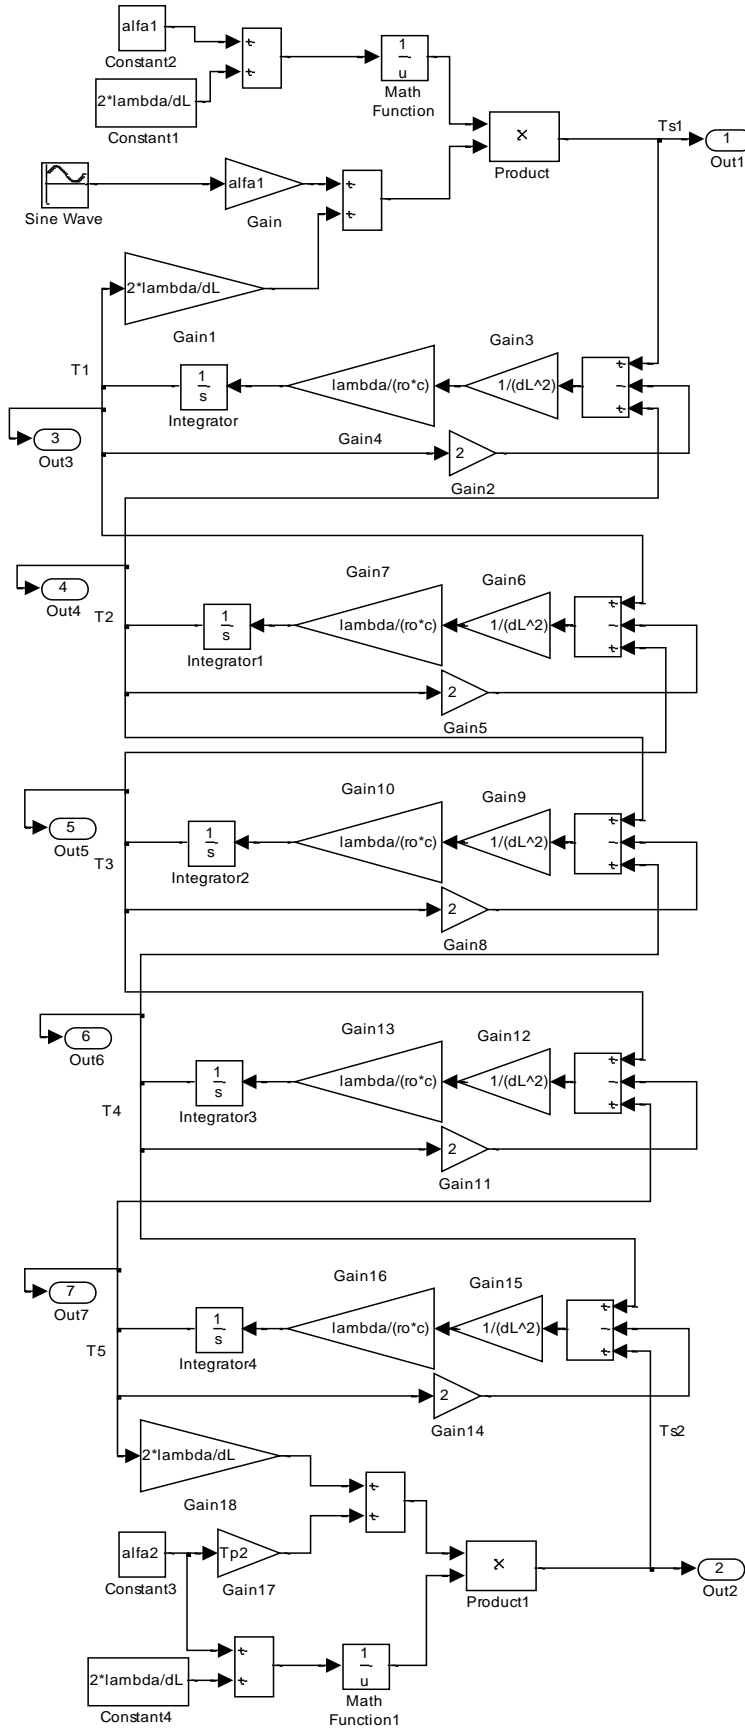 alfa1
+
Constant2
+
1
u
Math
Function
2*lambda/dL
Constant1
×
Product
Ts1
1
Out1
Sine Wave
alfa1
Gain
+
+
2*lambda/dL
Gain1
T1
1
s
Integrator
lambda/(ro*c)
Gain3
1/(dL^2)
+
−
+
3
Out3
Gain4
2
Gain2
4
Out4
T2
Gain7
Gain6
1
s
Integrator1
lambda/(ro*c)
1/(dL^2)
+
−
+
2
Gain5
5
Out5
T3
Gain10
Gain9
1
s
Integrator2
lambda/(ro*c)
1/(dL^2)
+
−
+
2
Gain8
6
Out6
T4
Gain13
Gain12
1
s
Integrator3
lambda/(ro*c)
1/(dL^2)
+
−
+
2
Gain11
7
Out7
T5
Gain16
Gain15
1
s
Integrator4
lambda/(ro*c)
1/(dL^2)
+
−
+
2
Gain14
Ts2
2*lambda/dL
Gain18
+
+
alfa2
Constant3
Tp2
Gain17
×
Product1
2
Out2
+
+
1
u
Math
Function1
2*lambda/dL
Constant4